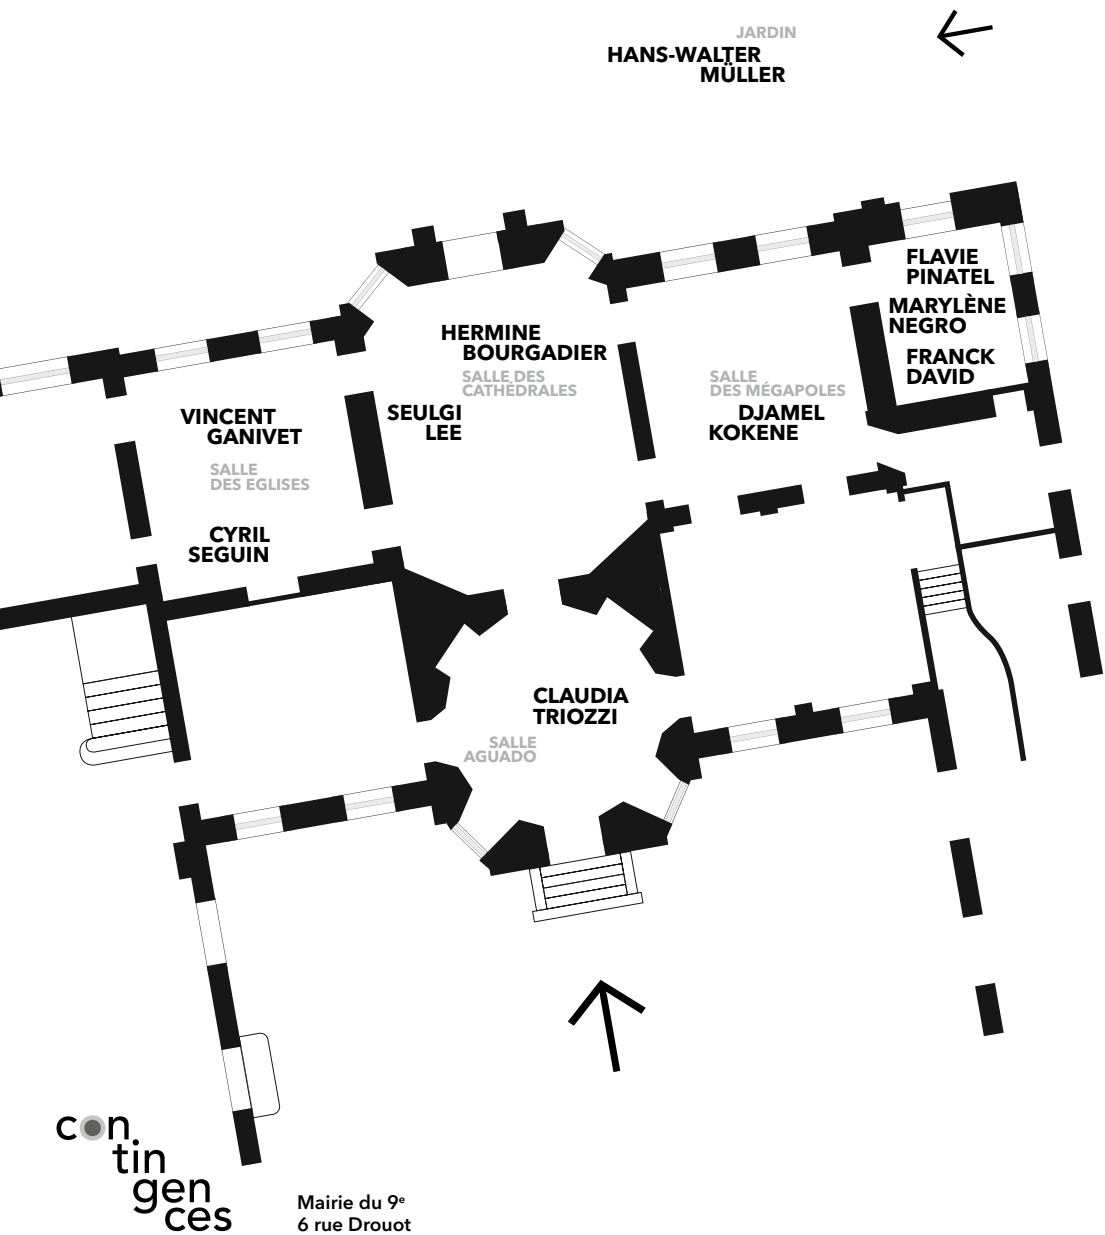 JARDIN
HANS-WALTER
MÜLLER
FLAVIE
PINATEL
MARYLÈNE
NEGRO
FRANCK
DAVID
HERMINE
BOURGADIER
SALLE DES
CATHÉDRALES
SALLE
DES MÉGAPOLES
DJAMEL
KOKENE
SEULGI
LEE
VINCENT
GANIVET
SALLE
DES EGLISES
CYRIL
SEGUIN
CLAUDIA
TRIOZZI
SALLE
AGUADO
con
tin
gen
ces
Mairie du 9e
6 rue Drouot